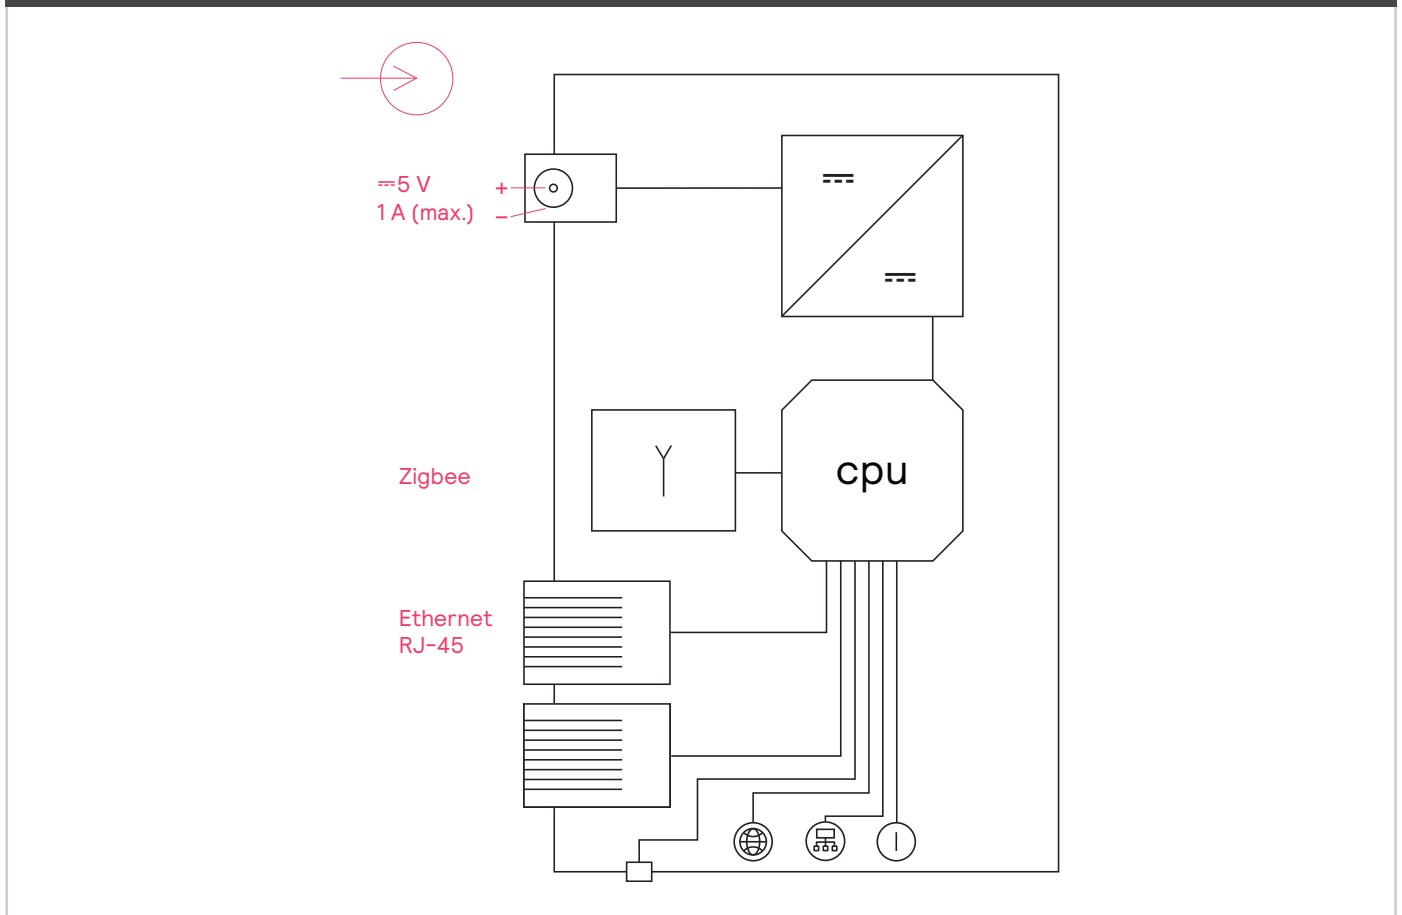 ⎓5 V
1 A (max.)
+
−
cpu
Zigbee
Ethernet
RJ-45